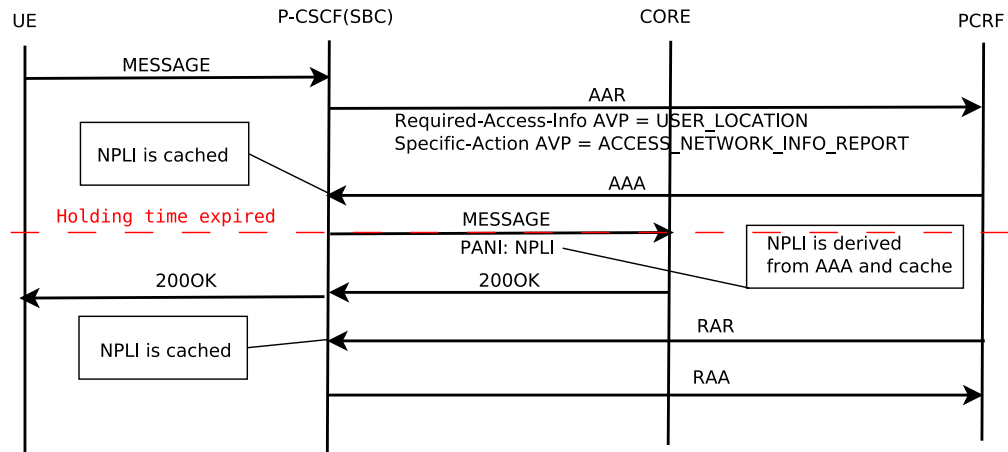 UE
P-CSCF(SBC)
CORE
PCRF
MESSAGE
AAR
Required-Access-Info AVP = USER_LOCATION
Specific-Action AVP = ACCESS_NETWORK_INFO_REPORT
NPLI is cached
AAA
Holding time expired
MESSAGE
PANI: NPLI
NPLI is derived
from AAA and cache
200OK
200OK
RAR
NPLI is cached
RAA